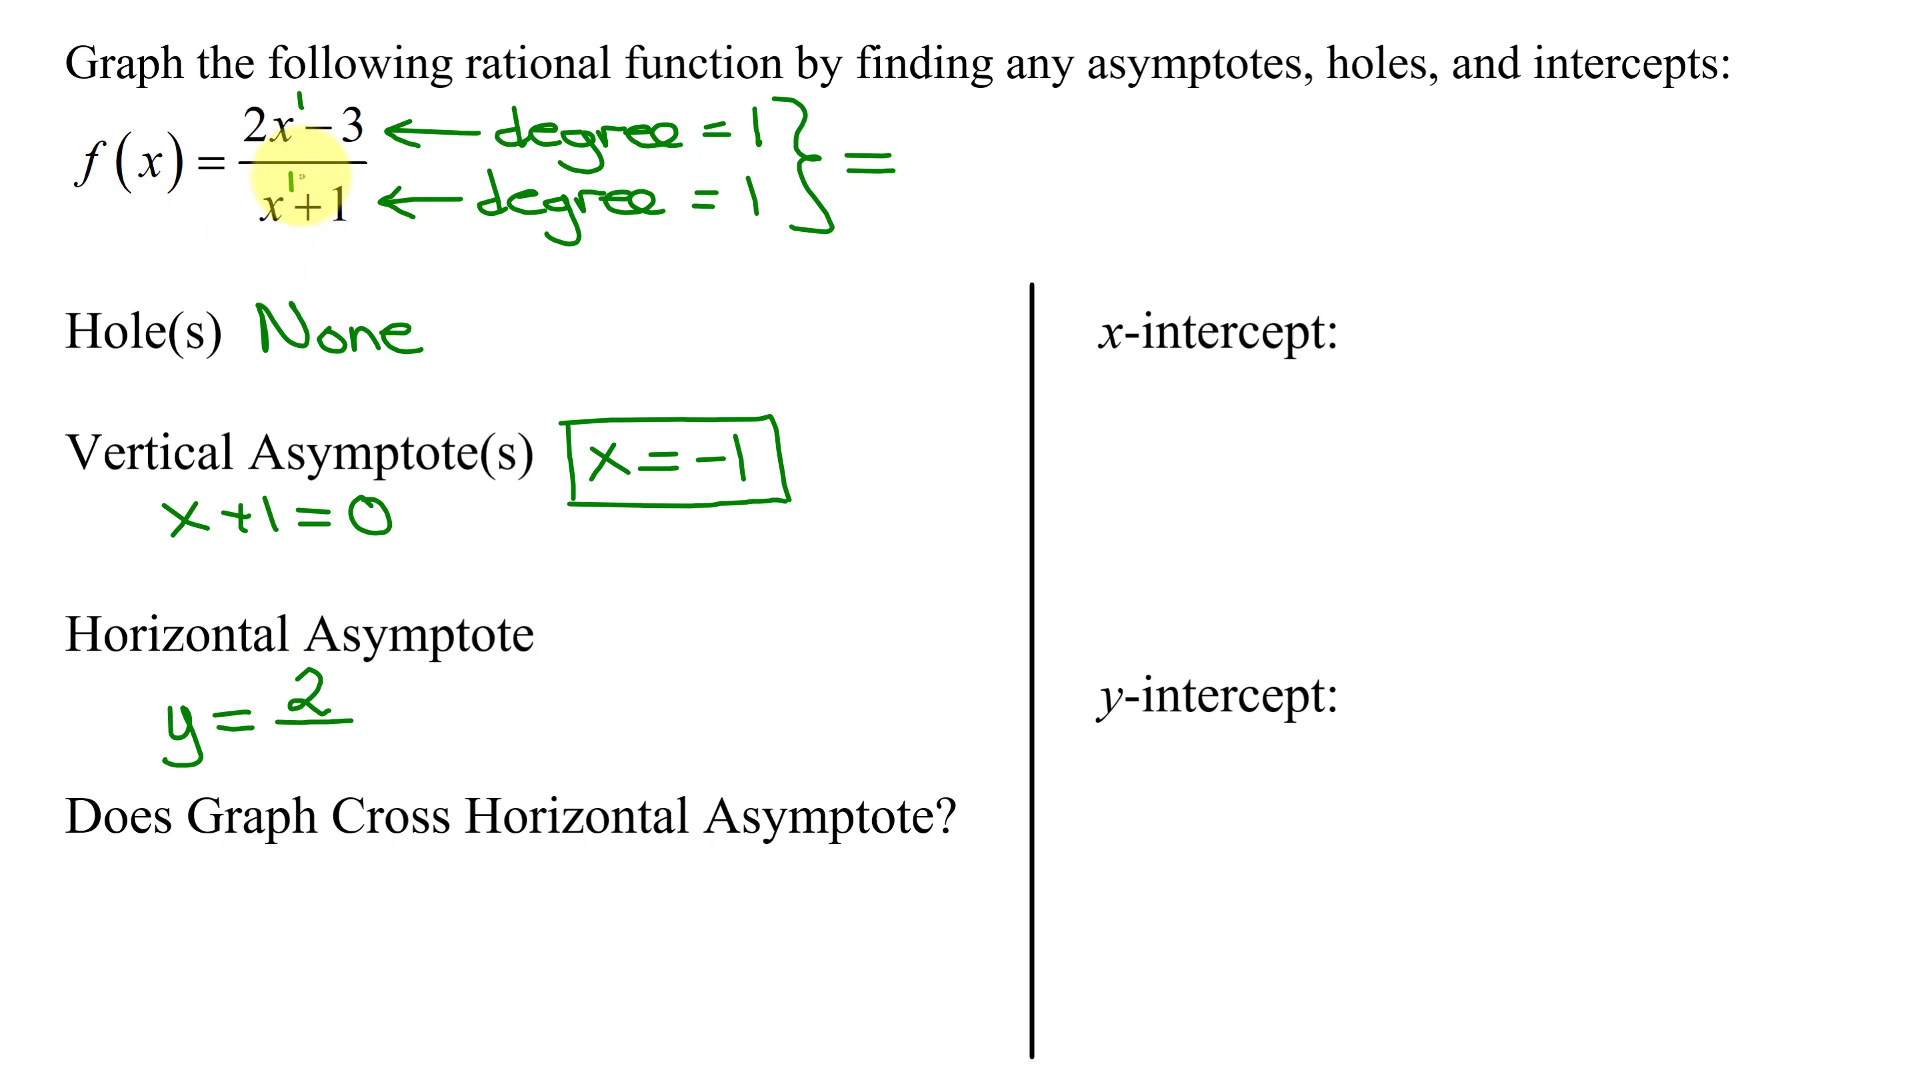 Graph the following rational function by finding any asymptotes, holes, and intercepts:
f(x) = (2x¹ − 3)/(x¹ + 1)
← degree = 1
← degree = 1 } =
Hole(s) None
Vertical Asymptote(s) x = −1
x + 1 = 0
Horizontal Asymptote
y = 2/
Does Graph Cross Horizontal Asymptote?
x-intercept:
y-intercept: